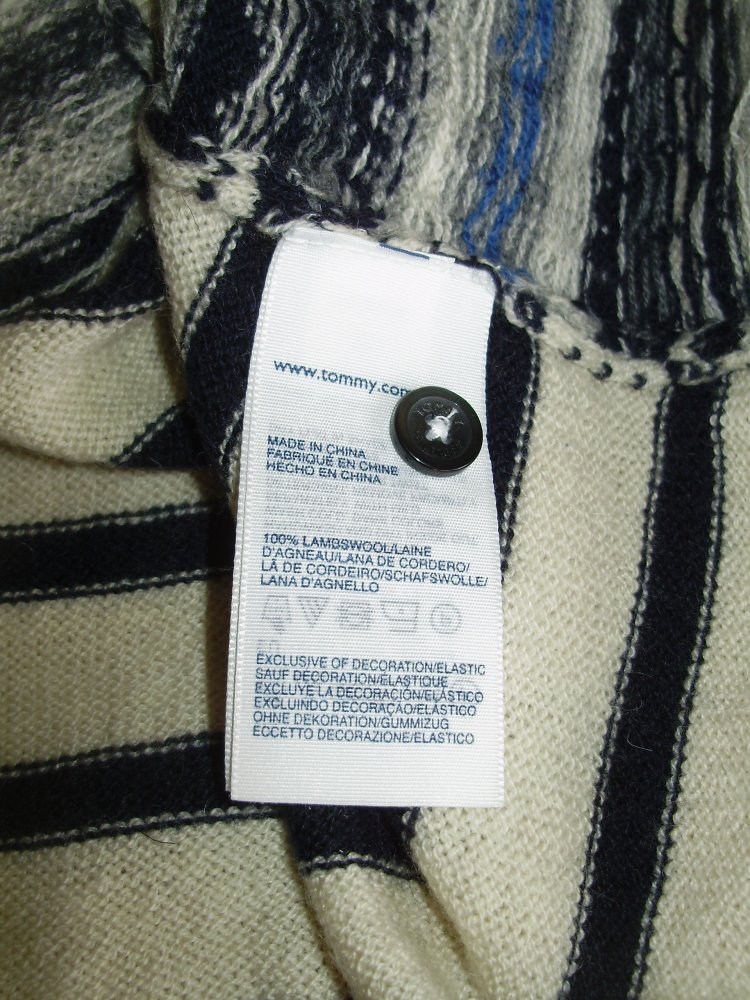 www.tommy.com
TOMMY
MADE IN CHINA
FABRIQUÉ EN CHINE
HECHO EN CHINA
100% LAMBSWOOL/LAINE
D'AGNEAU/LANA DE CORDERO/
LÃ DE CORDEIRO/SCHAFSWOLLE/
LANA D'AGNELLO
EXCLUSIVE OF DECORATION/ELASTIC
SAUF DECORATION/ELASTIQUE
EXCLUYE LA DECORACIÓN/ELÁSTICO
EXCLUINDO DECORAÇÃO/ELÁSTICO
OHNE DEKORATION/GUMMIZUG
ECCETTO DECORAZIONE/ELASTICO